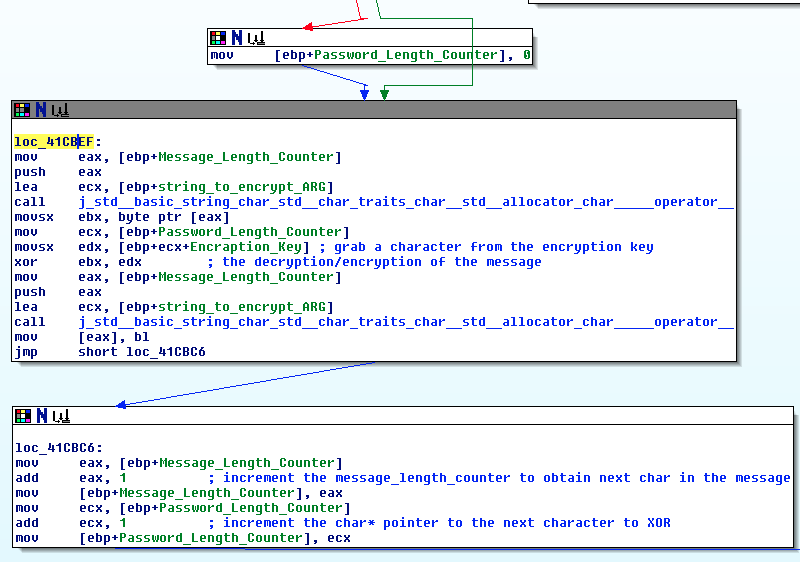 mov [ebp+Password_Length_Counter], 0
loc_41CBEF:
mov eax, [ebp+Message_Length_Counter]
push eax
lea ecx, [ebp+string_to_encrypt_ARG]
call j_std__basic_string_char_std__char_traits_char__std__allocator_char_____operator__
movsx ebx, byte ptr [eax]
mov ecx, [ebp+Password_Length_Counter]
movsx edx, [ebp+ecx+Encraption_Key] ; grab a character from the encryption key
xor ebx, edx ; the decryption/encryption of the message
mov eax, [ebp+Message_Length_Counter]
push eax
lea ecx, [ebp+string_to_encrypt_ARG]
call j_std__basic_string_char_std__char_traits_char__std__allocator_char_____operator__
mov [eax], bl
jmp short loc_41CBC6
loc_41CBC6:
mov eax, [ebp+Message_Length_Counter]
add eax, 1 ; increment the message_length_counter to obtain next char in the message
mov [ebp+Message_Length_Counter], eax
mov ecx, [ebp+Password_Length_Counter]
add ecx, 1 ; increment the char* pointer to the next character to XOR
mov [ebp+Password_Length_Counter], ecx